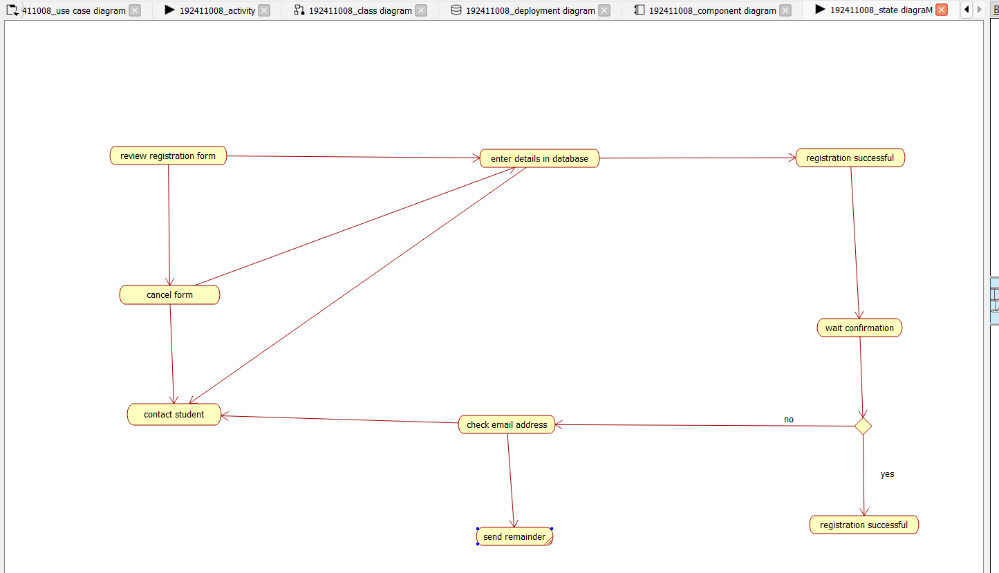 411008_use case diagram
192411008_activity
192411008_class diagram
192411008_deployment diagram
192411008_component diagram
192411008_state diagraM
B
review registration form
enter details in database
registration successful
cancel form
wait confirmation
contact student
check email address
no
yes
send remainder
registration successful